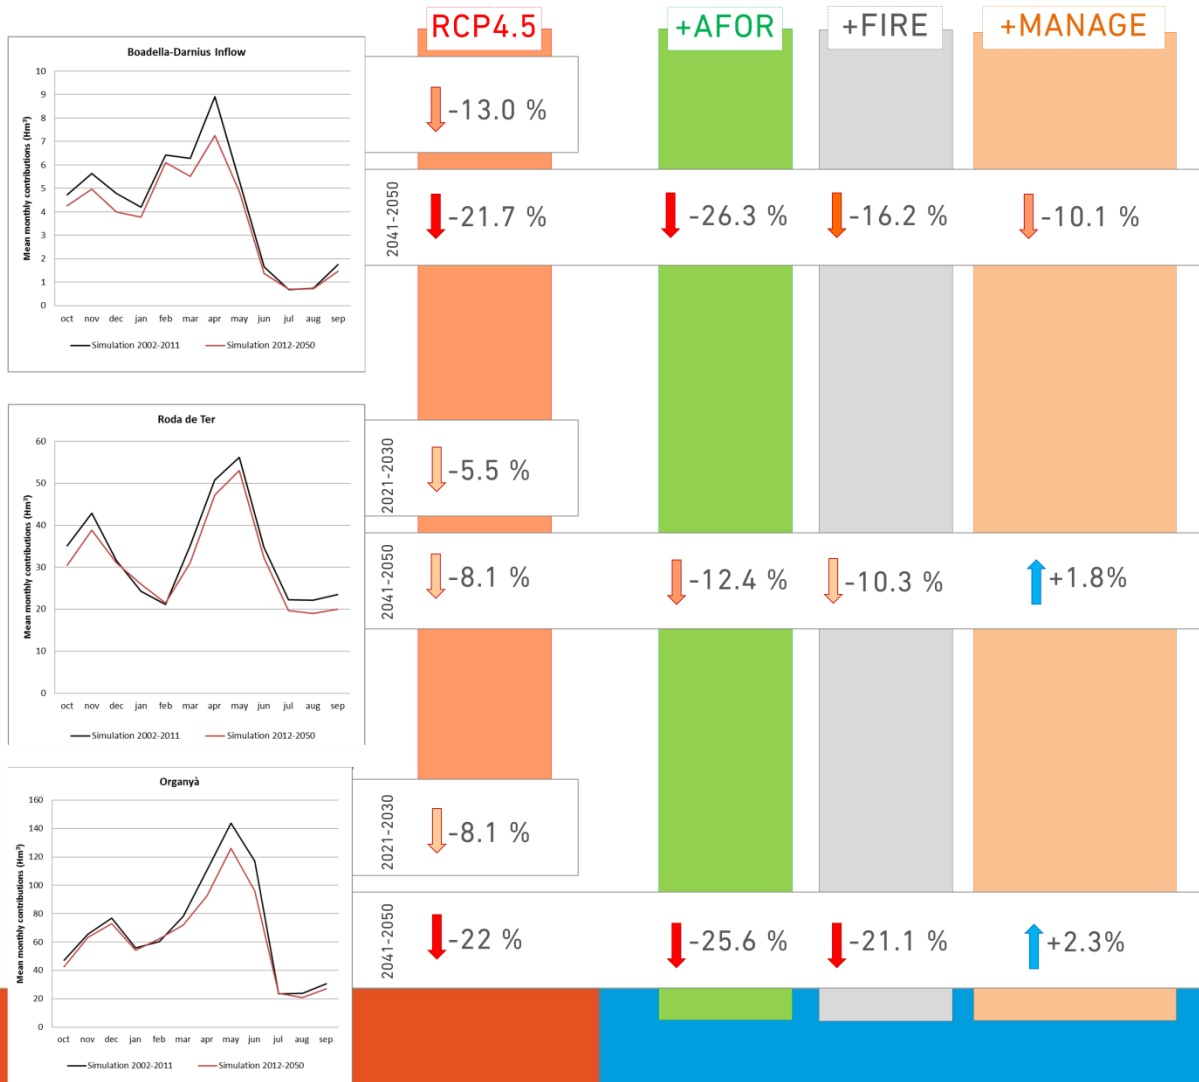 RCP4.5
+AFOR
+FIRE
+MANAGE
Boadella-Darnius Inflow
Mean monthly contributions (Hm³)
10
9
8
7
6
5
4
3
2
1
0
oct nov dec jan feb mar apr may jun jul aug sep
Simulation 2002-2011 Simulation 2012-2050
-13.0 %
2041-2050
-21.7 %
-26.3 %
-16.2 %
-10.1 %
Roda de Ter
Mean monthly contributions (Hm³)
60
50
40
30
20
10
0
oct nov dec jan feb mar apr may jun jul aug sep
Simulation 2002-2011 Simulation 2012-2050
2021-2030
-5.5 %
2041-2050
-8.1 %
-12.4 %
-10.3 %
+1.8%
Organyà
Mean monthly contributions (Hm³)
160
140
120
100
80
60
40
20
0
oct nov dec jan feb mar apr may jun jul aug sep
Simulation 2002-2011 Simulation 2012-2050
2021-2030
-8.1 %
2041-2050
-22 %
-25.6 %
-21.1 %
+2.3%